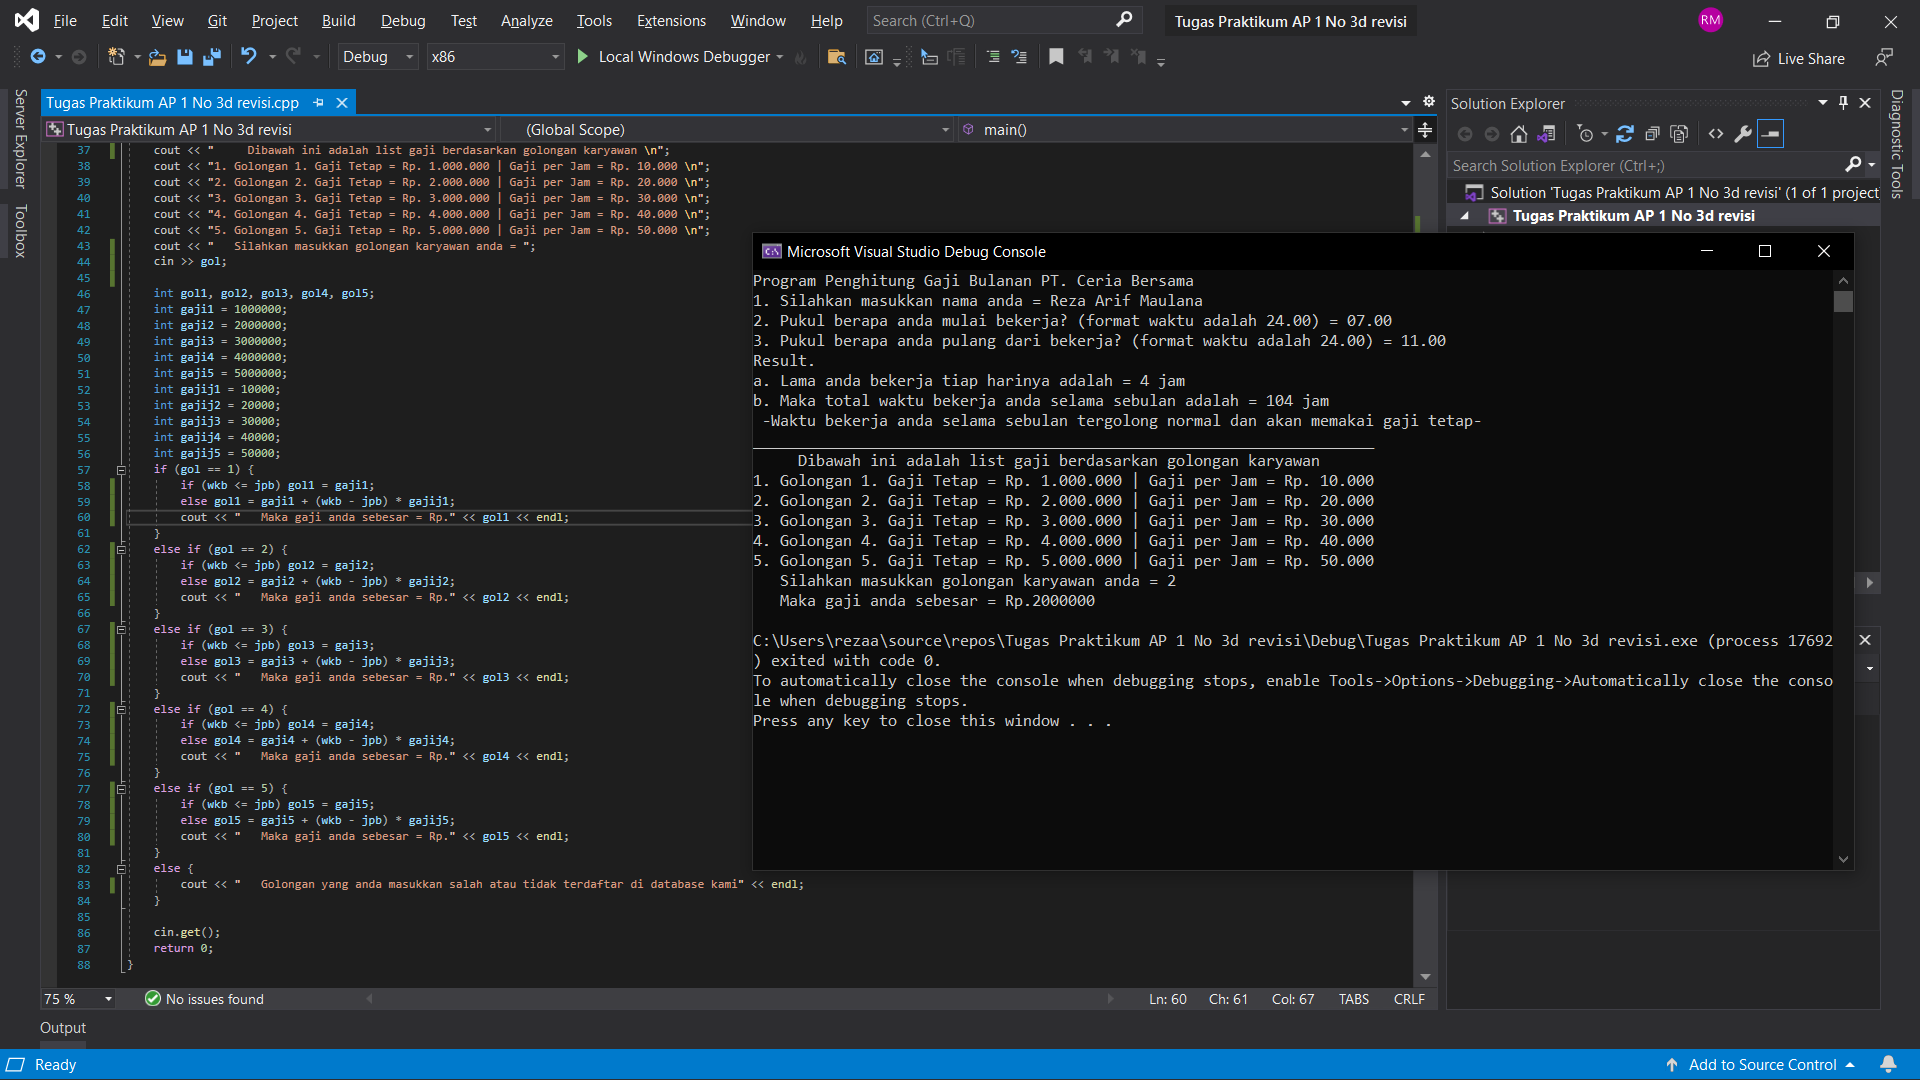 File Edit View Git Project Build Debug Test Analyze Tools Extensions Window Help Search (Ctrl+Q) Tugas Praktikum AP 1 No 3d revisi RM
Debug x86 Local Windows Debugger Live Share
Server Explorer
Toolbox
Tugas Praktikum AP 1 No 3d revisi.cpp
Tugas Praktikum AP 1 No 3d revisi (Global Scope) main()
37 cout << "     Dibawah ini adalah list gaji berdasarkan golongan karyawan \n";
38 cout << "1. Golongan 1. Gaji Tetap = Rp. 1.000.000 | Gaji per Jam = Rp. 10.000 \n";
39 cout << "2. Golongan 2. Gaji Tetap = Rp. 2.000.000 | Gaji per Jam = Rp. 20.000 \n";
40 cout << "3. Golongan 3. Gaji Tetap = Rp. 3.000.000 | Gaji per Jam = Rp. 30.000 \n";
41 cout << "4. Golongan 4. Gaji Tetap = Rp. 4.000.000 | Gaji per Jam = Rp. 40.000 \n";
42 cout << "5. Golongan 5. Gaji Tetap = Rp. 5.000.000 | Gaji per Jam = Rp. 50.000 \n";
43 cout << "   Silahkan masukkan golongan karyawan anda = ";
44 cin >> gol;
45
46 int gol1, gol2, gol3, gol4, gol5;
47 int gaji1 = 1000000;
48 int gaji2 = 2000000;
49 int gaji3 = 3000000;
50 int gaji4 = 4000000;
51 int gaji5 = 5000000;
52 int gajij1 = 10000;
53 int gajij2 = 20000;
54 int gajij3 = 30000;
55 int gajij4 = 40000;
56 int gajij5 = 50000;
57 if (gol == 1) {
58 if (wkb <= jpb) gol1 = gaji1;
59 else gol1 = gaji1 + (wkb - jpb) * gajij1;
60 cout << "   Maka gaji anda sebesar = Rp." << gol1 << endl;
61 }
62 else if (gol == 2) {
63 if (wkb <= jpb) gol2 = gaji2;
64 else gol2 = gaji2 + (wkb - jpb) * gajij2;
65 cout << "   Maka gaji anda sebesar = Rp." << gol2 << endl;
66 }
67 else if (gol == 3) {
68 if (wkb <= jpb) gol3 = gaji3;
69 else gol3 = gaji3 + (wkb - jpb) * gajij3;
70 cout << "   Maka gaji anda sebesar = Rp." << gol3 << endl;
71 }
72 else if (gol == 4) {
73 if (wkb <= jpb) gol4 = gaji4;
74 else gol4 = gaji4 + (wkb - jpb) * gajij4;
75 cout << "   Maka gaji anda sebesar = Rp." << gol4 << endl;
76 }
77 else if (gol == 5) {
78 if (wkb <= jpb) gol5 = gaji5;
79 else gol5 = gaji5 + (wkb - jpb) * gajij5;
80 cout << "   Maka gaji anda sebesar = Rp." << gol5 << endl;
81 }
82 else {
83 cout << "   Golongan yang anda masukkan salah atau tidak terdaftar di database kami" << endl;
84 }
85
86 cin.get();
87 return 0;
88 }
Microsoft Visual Studio Debug Console
Program Penghitung Gaji Bulanan PT. Ceria Bersama
1. Silahkan masukkan nama anda = Reza Arif Maulana
2. Pukul berapa anda mulai bekerja? (format waktu adalah 24.00) = 07.00
3. Pukul berapa anda pulang dari bekerja? (format waktu adalah 24.00) = 11.00
Result.
a. Lama anda bekerja tiap harinya adalah = 4 jam
b. Maka total waktu bekerja anda selama sebulan adalah = 104 jam
-Waktu bekerja anda selama sebulan tergolong normal dan akan memakai gaji tetap-
_____________________________________________________________________
Dibawah ini adalah list gaji berdasarkan golongan karyawan
1. Golongan 1. Gaji Tetap = Rp. 1.000.000 | Gaji per Jam = Rp. 10.000
2. Golongan 2. Gaji Tetap = Rp. 2.000.000 | Gaji per Jam = Rp. 20.000
3. Golongan 3. Gaji Tetap = Rp. 3.000.000 | Gaji per Jam = Rp. 30.000
4. Golongan 4. Gaji Tetap = Rp. 4.000.000 | Gaji per Jam = Rp. 40.000
5. Golongan 5. Gaji Tetap = Rp. 5.000.000 | Gaji per Jam = Rp. 50.000
Silahkan masukkan golongan karyawan anda = 2
Maka gaji anda sebesar = Rp.2000000
C:\Users\rezaa\source\repos\Tugas Praktikum AP 1 No 3d revisi\Debug\Tugas Praktikum AP 1 No 3d revisi.exe (process 17692
) exited with code 0.
To automatically close the console when debugging stops, enable Tools->Options->Debugging->Automatically close the conso
le when debugging stops.
Press any key to close this window . . .
Solution Explorer
Search Solution Explorer (Ctrl+;)
Solution 'Tugas Praktikum AP 1 No 3d revisi' (1 of 1 project
Tugas Praktikum AP 1 No 3d revisi
Diagnostic Tools
75 % No issues found Ln: 60 Ch: 61 Col: 67 TABS CRLF
Output
Ready Add to Source Control